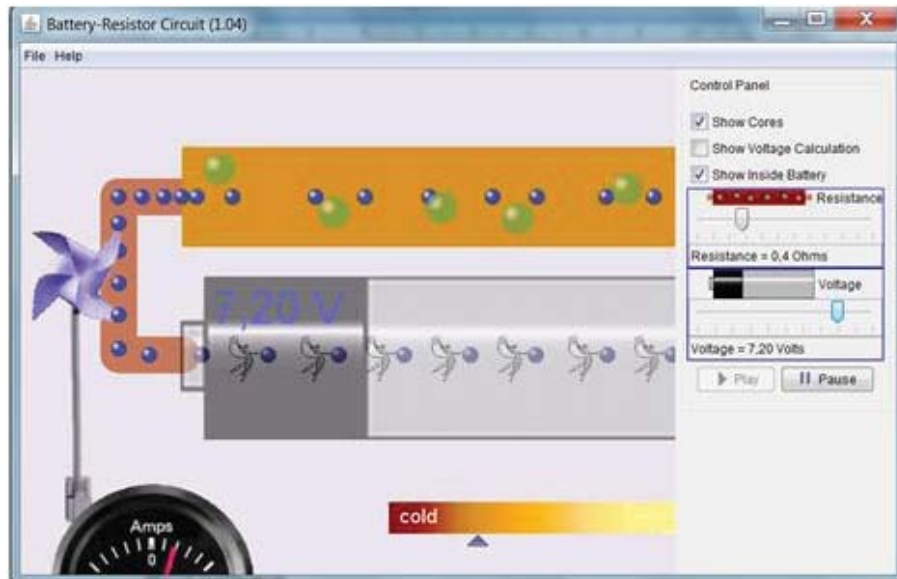 Battery-Resistor Circuit (1.04)
File Help
Control Panel
Show Cores
Show Voltage Calculation
Show Inside Battery
Resistance
Resistance = 0,4 Ohms
Voltage
Voltage = 7,20 Volts
Play Pause
7,20 V
cold
Amps
0